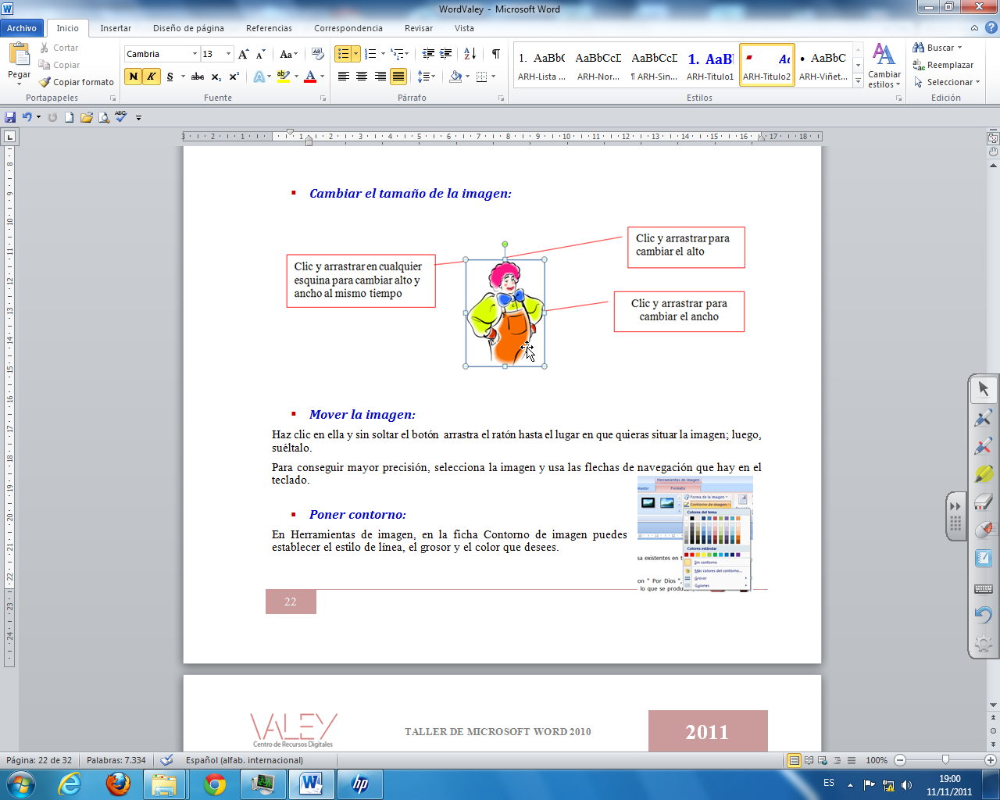 WordValey - Microsoft Word
Archivo Inicio Insertar Diseño de página Referencias Correspondencia Revisar Vista
Pegar
Cortar
Copiar
Copiar formato
Portapapeles
Cambria 13
Fuente
Párrafo
ARH-Lista ... ARH-Nor... ¶ ARH-Sin... ARH-Titulo1 ARH-Titulo2 ARH-Viñet...
Estilos
Cambiar estilos
Buscar
Reemplazar
Seleccionar
Edición
Cambiar el tamaño de la imagen:
Clic y arrastrar para
cambiar el alto
Clic y arrastrar en cualquier
esquina para cambiar alto y
ancho al mismo tiempo
Clic y arrastrar para
cambiar el ancho
Mover la imagen:
Haz clic en ella y sin soltar el botón arrastra el ratón hasta el lugar en que quieras situar la imagen; luego,
suéltalo.
Para conseguir mayor precisión, selecciona la imagen y usa las flechas de navegación que hay en el
teclado.
Poner contorno:
En Herramientas de imagen, en la ficha Contorno de imagen puedes
establecer el estilo de línea, el grosor y el color que desees.
Herramientas de imagen
Formato
Forma de la imagen
Contorno de imagen
Colores del tema
Colores estándar
Sin contorno
Más colores del contorno...
Grosor
Guiones
sa existentes en t
on " Por Dios ",
lo que se produce
22
VALEY
Centro de Recursos Digitales
TALLER DE MICROSOFT WORD 2010
2011
Página: 22 de 32 Palabras: 7.334 Español (alfab. internacional) 100%
ES
19:00
11/11/2011